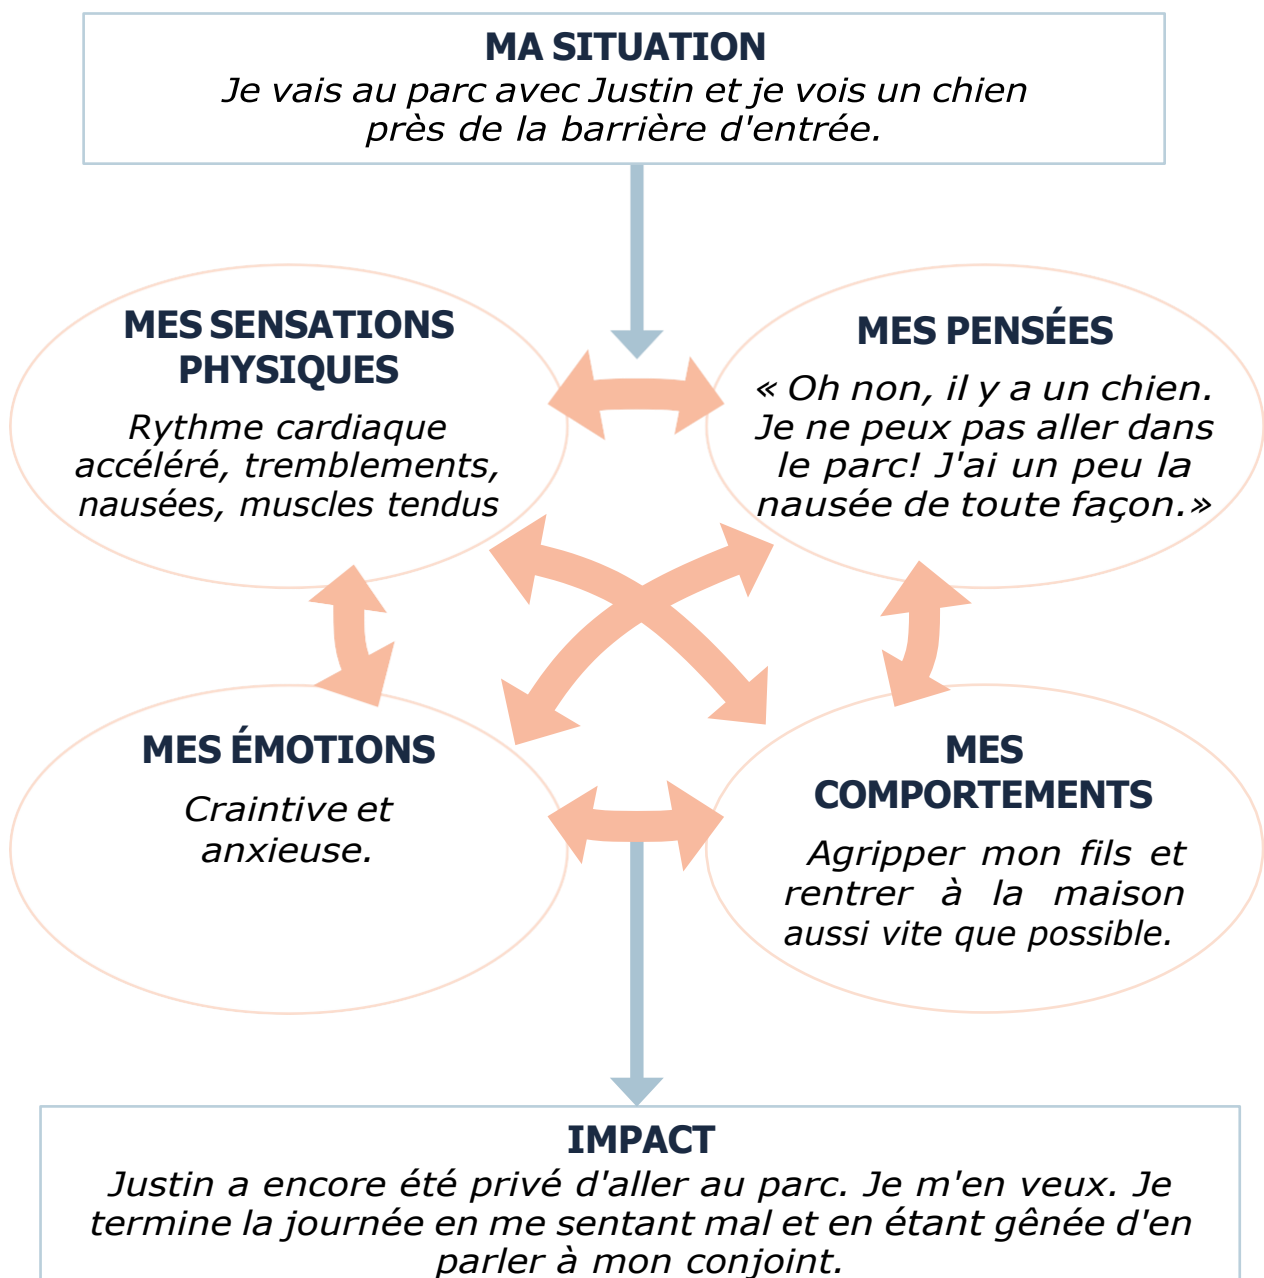 MA SITUATION
Je vais au parc avec Justin et je vois un chien
près de la barrière d'entrée.
MES SENSATIONS
PHYSIQUES
Rythme cardiaque
accéléré, tremblements,
nausées, muscles tendus
MES PENSÉES
« Oh non, il y a un chien.
Je ne peux pas aller dans
le parc! J'ai un peu la
nausée de toute façon.»
MES ÉMOTIONS
Craintive et
anxieuse.
MES
COMPORTEMENTS
Agripper mon fils et
rentrer à la maison
aussi vite que possible.
IMPACT
Justin a encore été privé d'aller au parc. Je m'en veux. Je
termine la journée en me sentant mal et en étant gênée d'en
parler à mon conjoint.